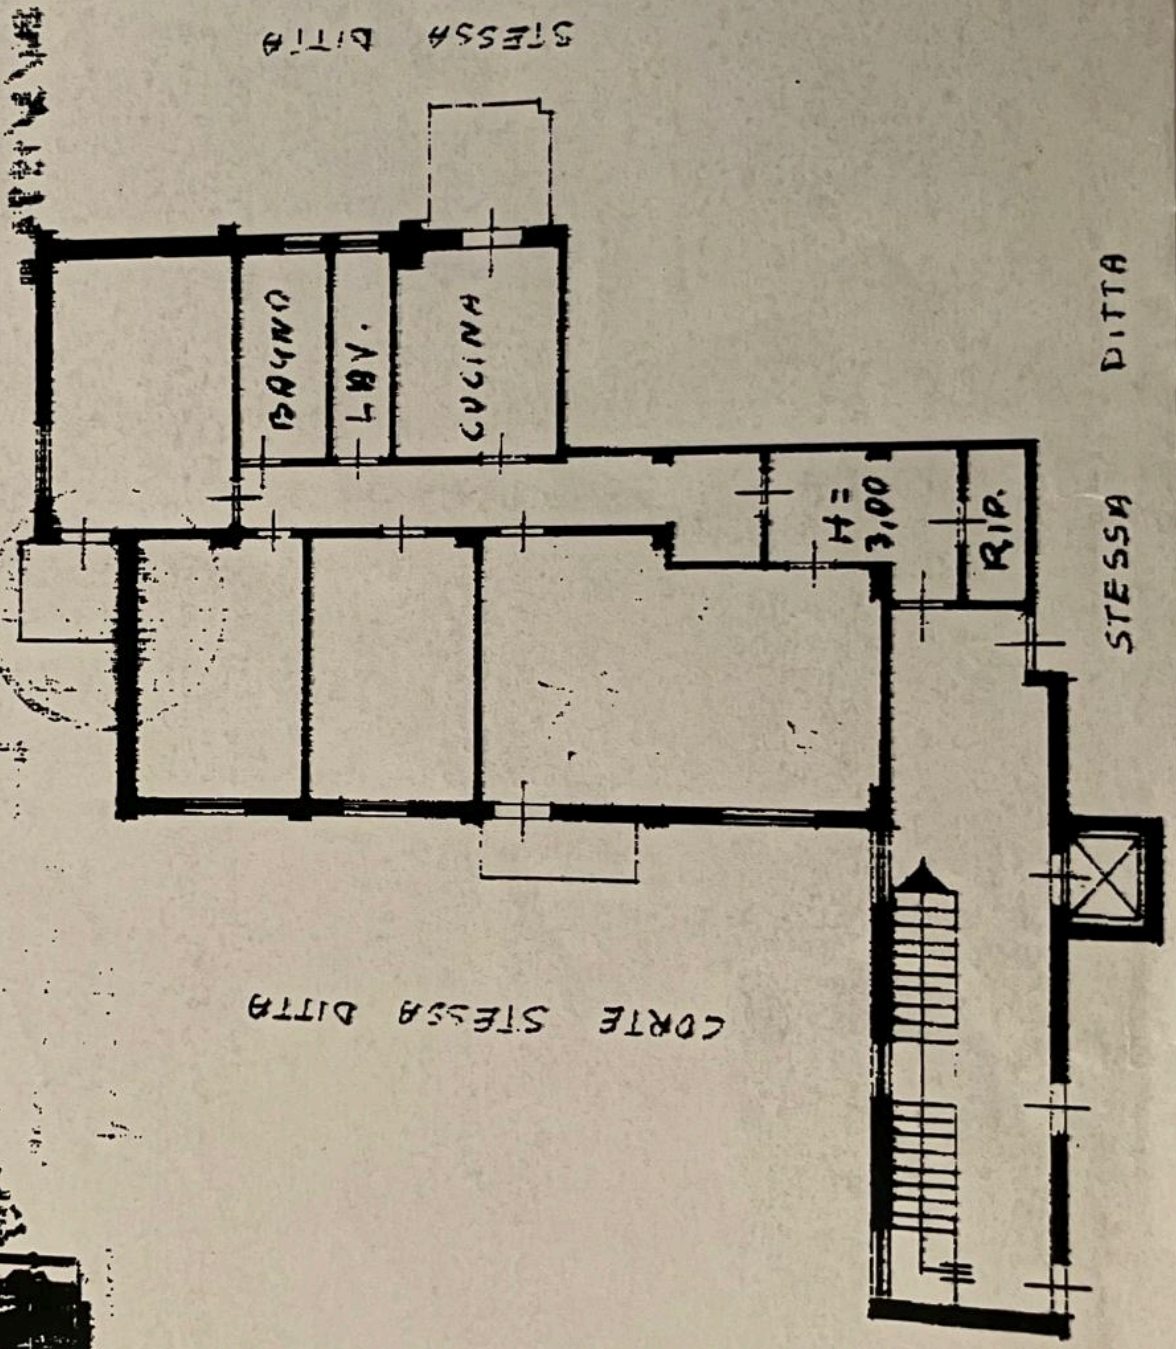 STESSA DITTA
BAGNO
LAV.
CUCINA
H=
3,00
RIP.
STESSA DITTA
CORTE STESSA DITTA